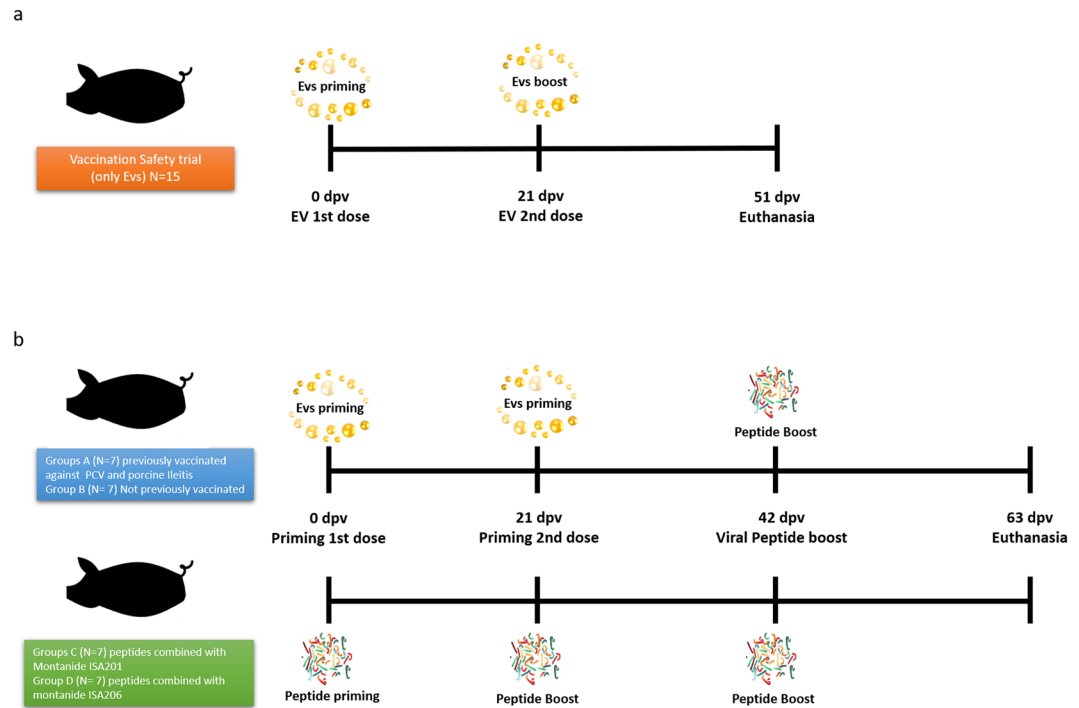 a
Evs priming
Evs boost
Vaccination Safety trial
(only Evs) N=15
0 dpv
EV 1st dose
21 dpv
EV 2nd dose
51 dpv
Euthanasia
b
Evs priming
Evs priming
Peptide Boost
Groups A (N=7) previously vaccinated
against  PCV and porcine Ileitis
Group B (N= 7) Not previously vaccinated
0 dpv
Priming 1st dose
21 dpv
Priming 2nd dose
42 dpv
Viral Peptide boost
63 dpv
Euthanasia
Groups C (N=7) peptides combined with
Montanide ISA201
Group D (N= 7) peptides combined with
montanide ISA206
Peptide priming
Peptide Boost
Peptide Boost